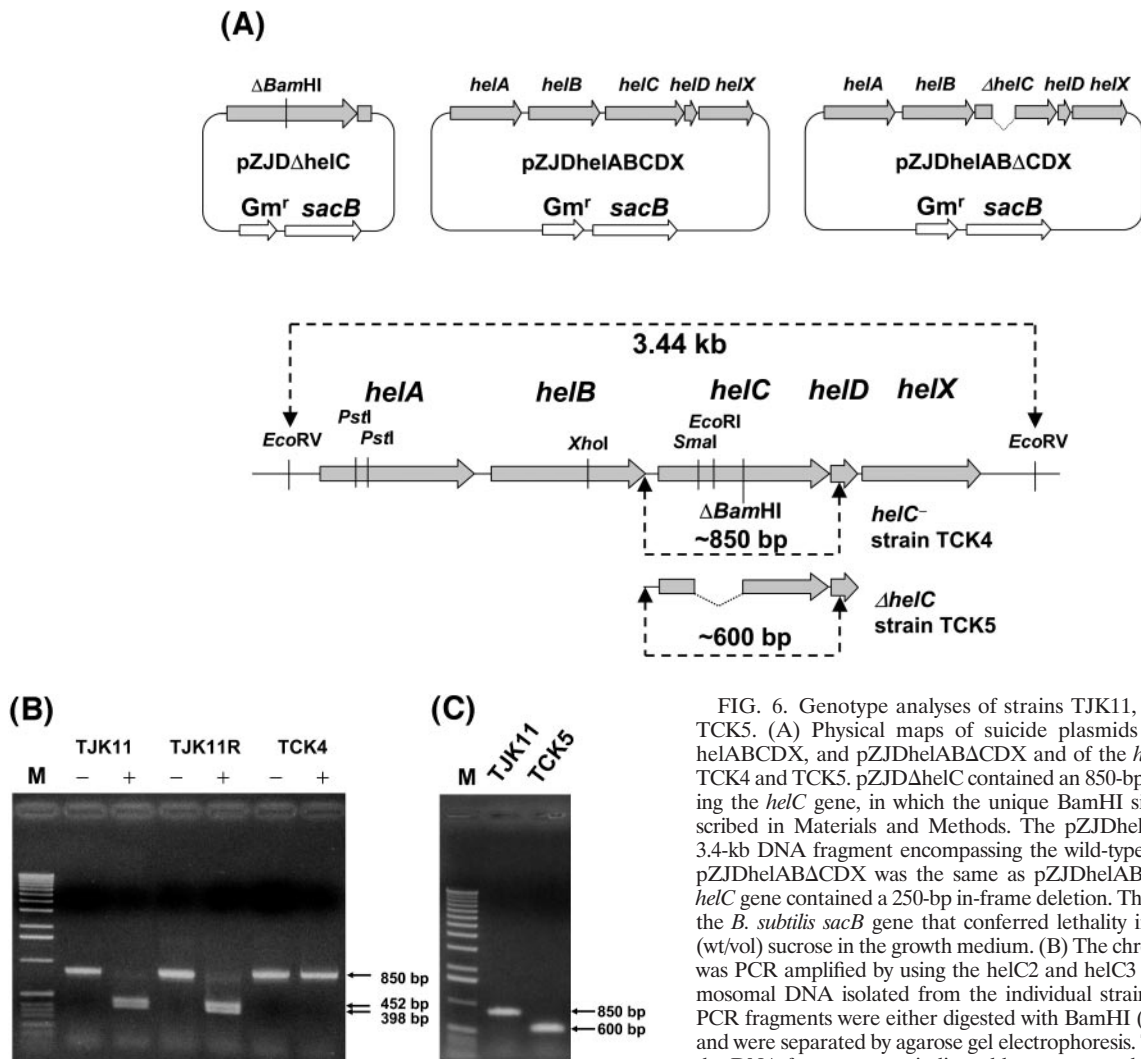 (A)
ΔBamHI
pZJDΔhelC
Gmʳ sacB
helA helB helC helD helX
pZJDhelABCDX
Gmʳ sacB
helA helB ΔhelC helD helX
pZJDhelABΔCDX
Gmʳ sacB
3.44 kb
helA helB helC helD helX
EcoRV PstI PstI XhoI SmaI EcoRI EcoRV
ΔBamHI
~850 bp
helC⁻
strain TCK4
~600 bp
ΔhelC
strain TCK5
(B)
TJK11 TJK11R TCK4
M − + − + − +
850 bp
452 bp
398 bp
(C)
M TJK11 TCK5
850 bp
600 bp
FIG. 6. Genotype analyses of strains TJK11,
TCK5. (A) Physical maps of suicide plasmids
helABCDX, and pZJDhelABΔCDX and of the h
TCK4 and TCK5. pZJDΔhelC contained an 850-bp
ing the helC gene, in which the unique BamHI si
scribed in Materials and Methods. The pZJDhel
3.4-kb DNA fragment encompassing the wild-type
pZJDhelABΔCDX was the same as pZJDhelAB
helC gene contained a 250-bp in-frame deletion. Th
the B. subtilis sacB gene that conferred lethality i
(wt/vol) sucrose in the growth medium. (B) The chr
was PCR amplified by using the helC2 and helC3
mosomal DNA isolated from the individual strain
PCR fragments were either digested with BamHI (
and were separated by agarose gel electrophoresis.